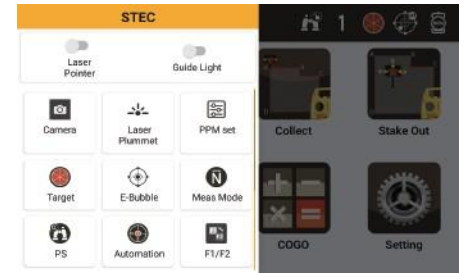 STEC
1
Laser
Pointer
Guide Light
Camera
Laser
Plummet
PPM set
Collect
Stake Out
Target
E-Bubble
N
Meas Mode
PS
Automation
F1/F2
COGO
Setting